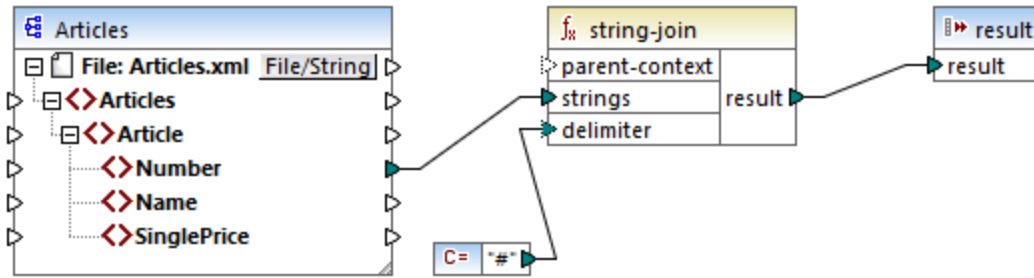 Articles
File: Articles.xml File/String
Articles
Article
Number
Name
SinglePrice
C= "#"
fx string-join
parent-context
strings
delimiter
result
result
result